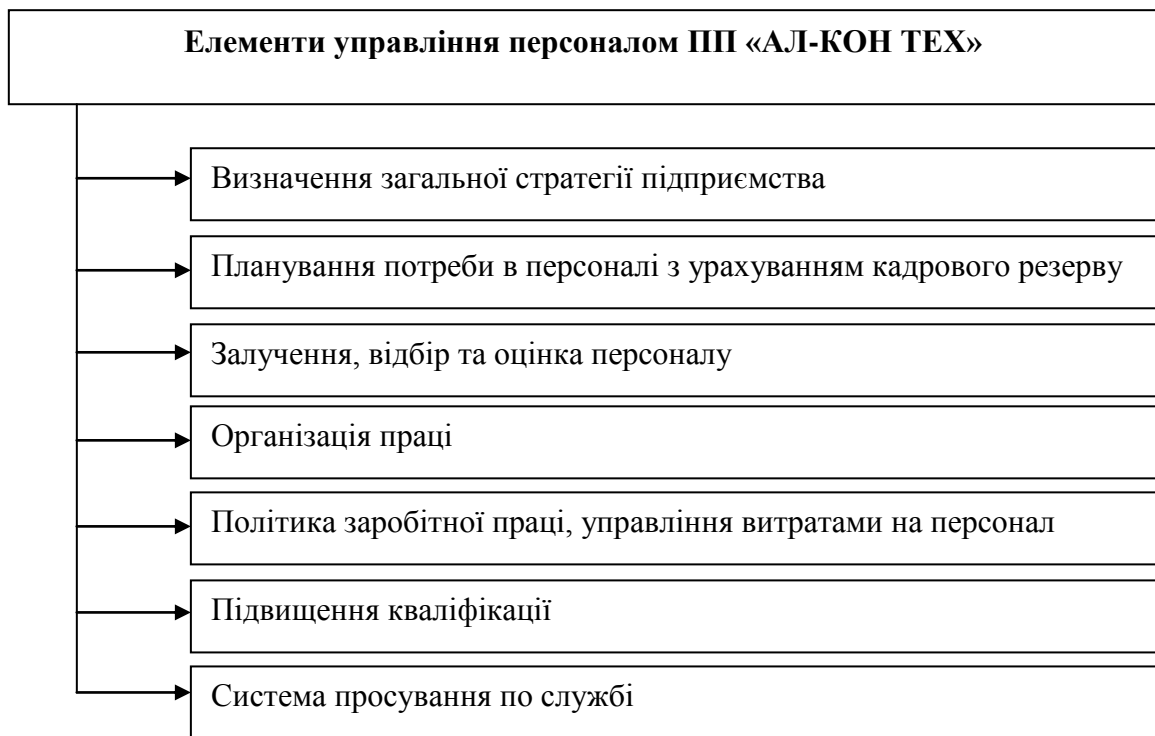 Елементи управління персоналом ПП «АЛ-КОН ТЕХ»
Визначення загальної стратегії підприємства
Планування потреби в персоналі з урахуванням кадрового резерву
Залучення, відбір та оцінка персоналу
Організація праці
Політика заробітної праці, управління витратами на персонал
Підвищення кваліфікації
Система просування по службі